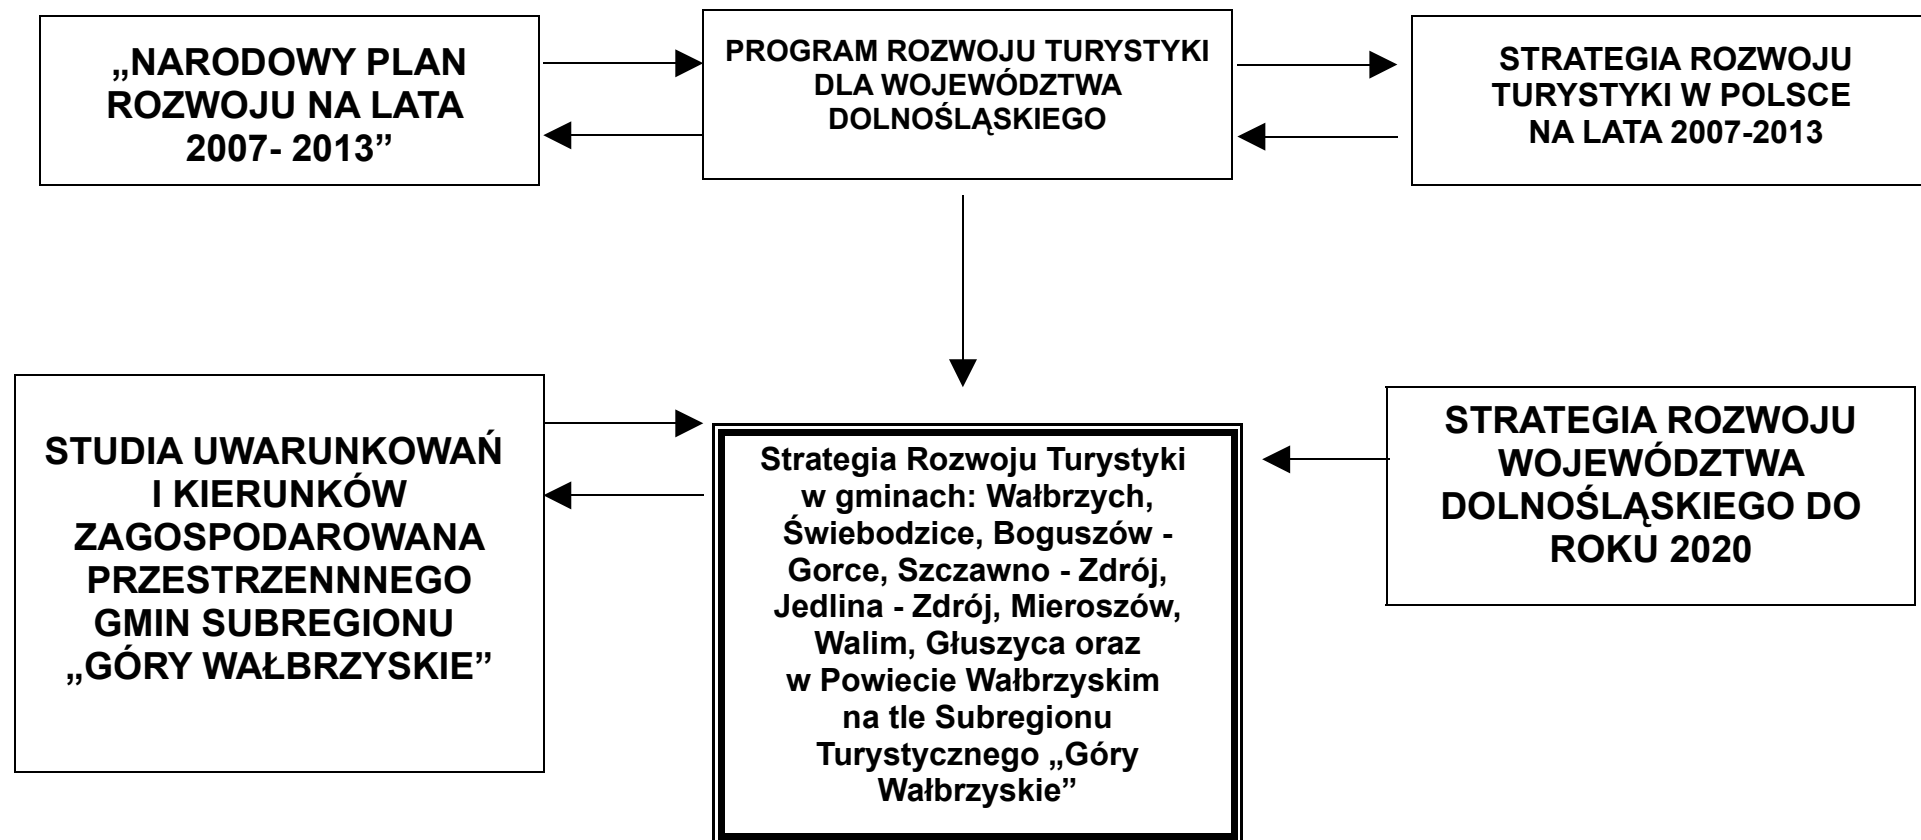 „NARODOWY PLAN
ROZWOJU NA LATA
2007- 2013”
PROGRAM ROZWOJU TURYSTYKI
DLA WOJEWÓDZTWA
DOLNOŚLĄSKIEGO
STRATEGIA ROZWOJU
TURYSTYKI W POLSCE
NA LATA 2007-2013
STUDIA UWARUNKOWAŃ
I KIERUNKÓW
ZAGOSPODAROWANA
PRZESTRZENNNEGO
GMIN SUBREGIONU
„GÓRY WAŁBRZYSKIE”
Strategia Rozwoju Turystyki
w gminach: Wałbrzych,
Świebodzice, Boguszów -
Gorce, Szczawno - Zdrój,
Jedlina - Zdrój, Mieroszów,
Walim, Głuszyca oraz
w Powiecie Wałbrzyskim
na tle Subregionu
Turystycznego „Góry
Wałbrzyskie”
STRATEGIA ROZWOJU
WOJEWÓDZTWA
DOLNOŚLĄSKIEGO DO
ROKU 2020